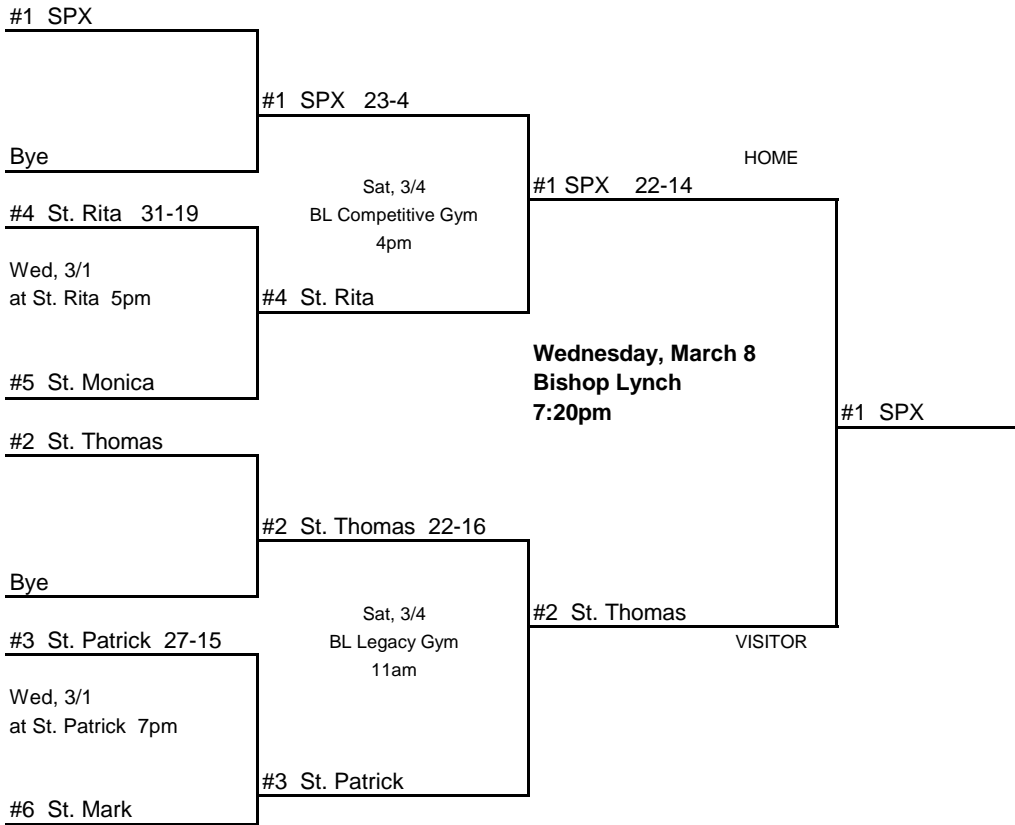 #1 SPX
#1 SPX 23-4
Bye
HOME
Sat, 3/4
BL Competitive Gym
4pm
#1 SPX 22-14
#4 St. Rita 31-19
Wed, 3/1
at St. Rita 5pm
#4 St. Rita
#5 St. Monica
Wednesday, March 8
Bishop Lynch
7:20pm
#1 SPX
#2 St. Thomas
#2 St. Thomas 22-16
Bye
Sat, 3/4
BL Legacy Gym
11am
#2 St. Thomas
VISITOR
#3 St. Patrick 27-15
Wed, 3/1
at St. Patrick 7pm
#3 St. Patrick
#6 St. Mark